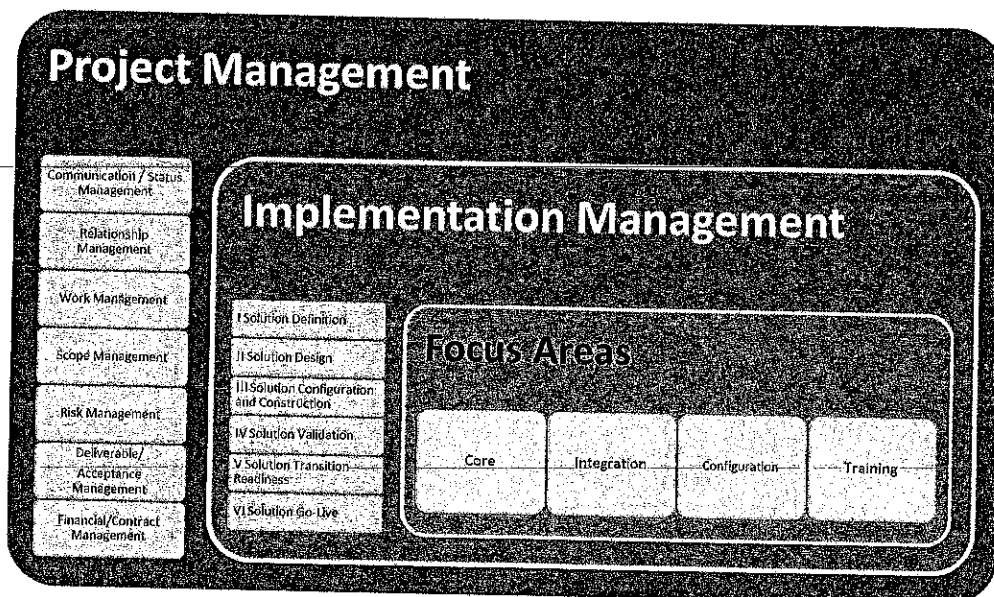 Project Management
Communication / Status
Management
Relationship
Management
Work Management
Scope Management
Risk Management
Deliverable/
Acceptance
Management
Financial/Contract
Management
Implementation Management
I Solution Definition
II Solution Design
III Solution Configuration
and Construction
IV Solution Validation
V Solution Transition
Readiness
VI Solution Go-Live
Focus Areas
Core
Integration
Configuration
Training